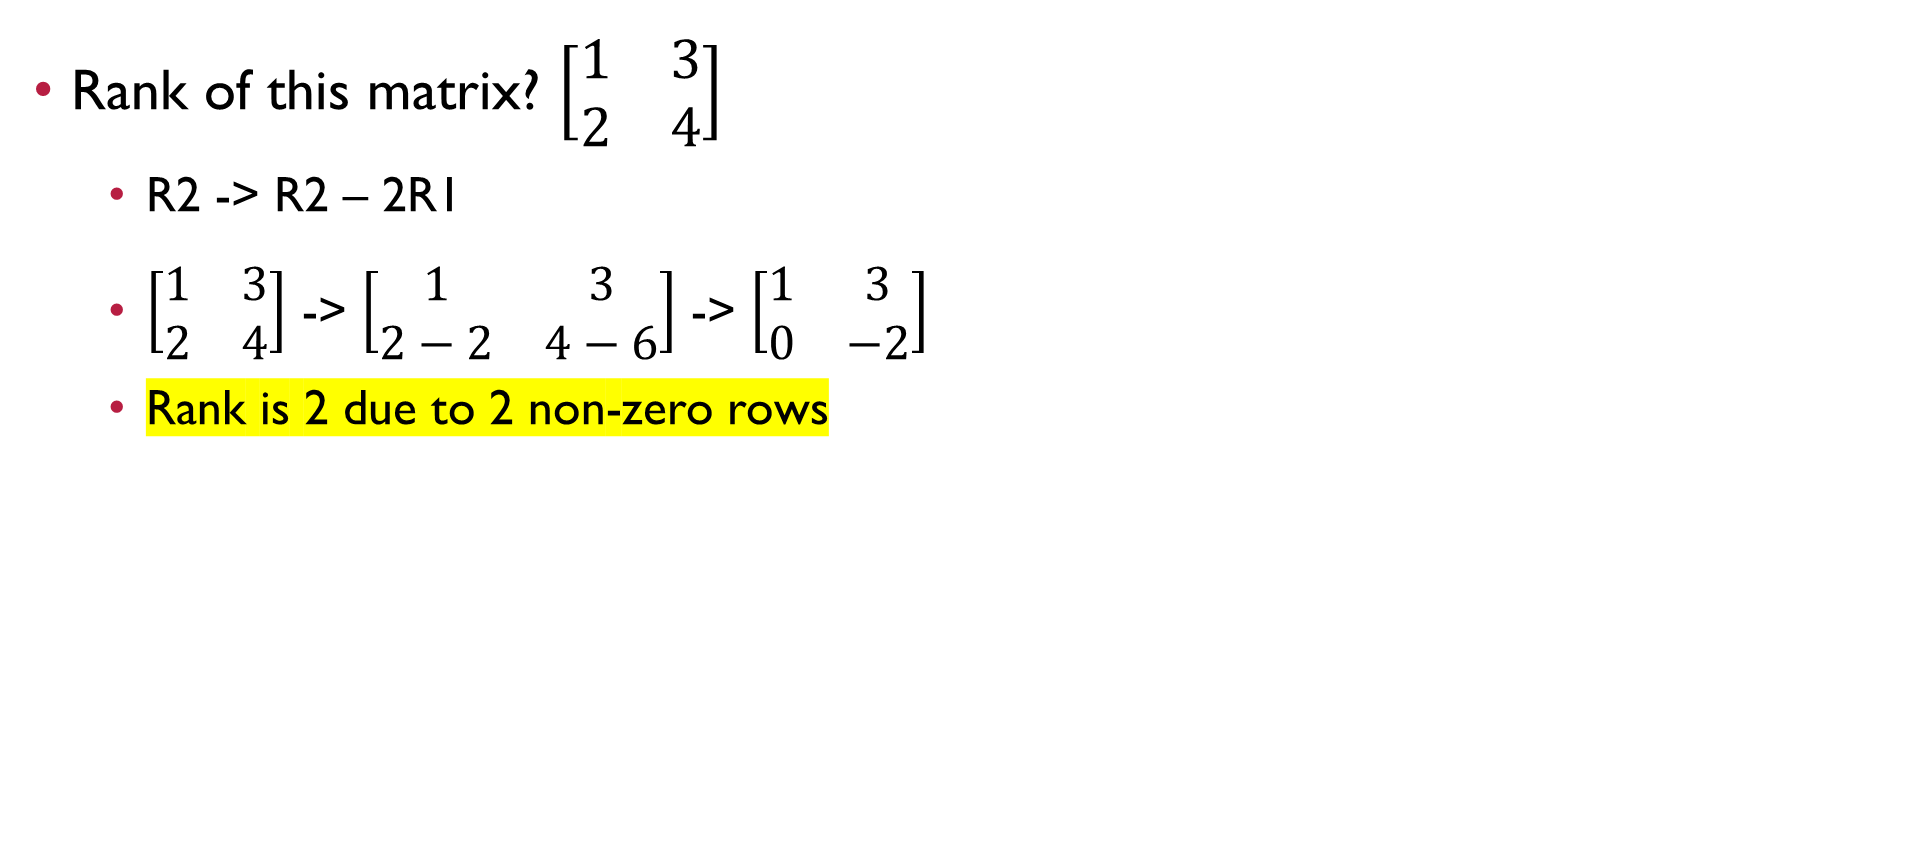 • Rank of this matrix? [1 3; 2 4]
• R2 -> R2 – 2R1
• [1 3; 2 4] -> [1 3; 2 − 2 4 − 6] -> [1 3; 0 −2]
• Rank is 2 due to 2 non-zero rows